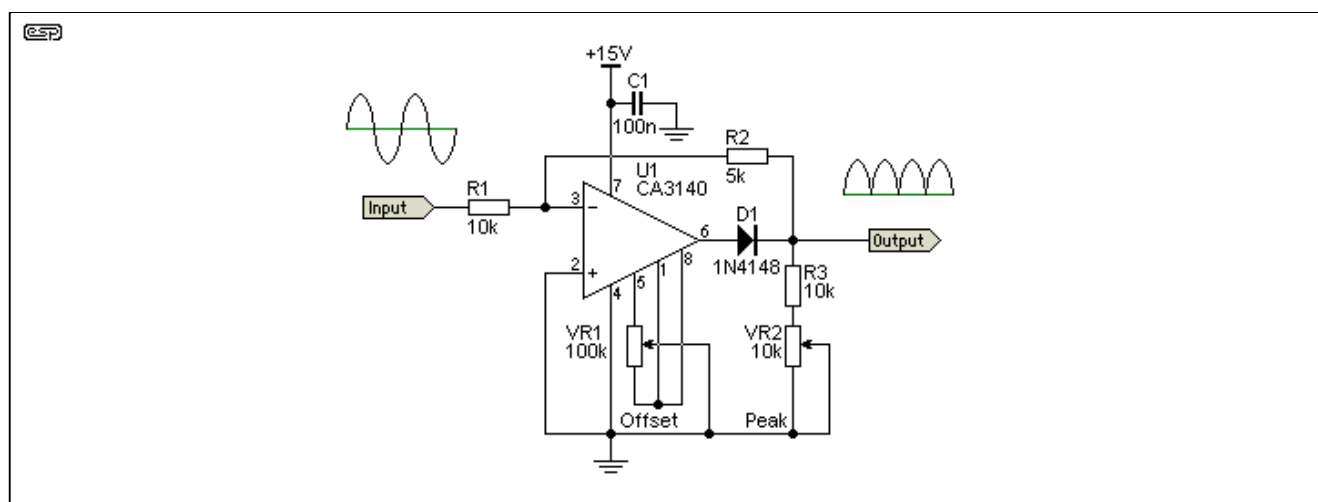 esp
+15V
C1
100n
R2
5k
U1
CA3140
7
R1
10k
Input
3
−
6
D1
1N4148
Output
2
+
4
5
1
8
R3
10k
VR1
100k
VR2
10k
Offset
Peak